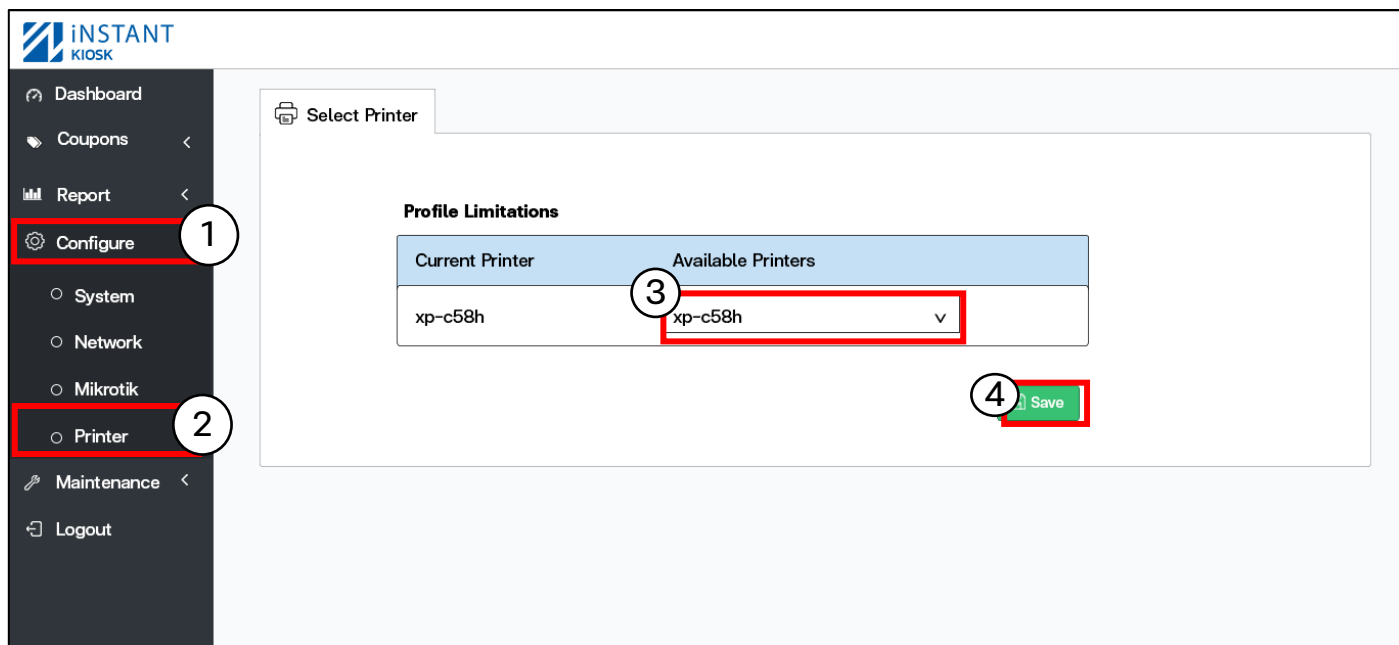 iNSTANT
KIOSK
Dashboard
Coupons
Report
Configure
1
System
Network
Mikrotik
Printer
2
Maintenance
Logout
Select Printer
Profile Limitations
Current Printer Available Printers
3
xp-c58h xp-c58h
4
Save